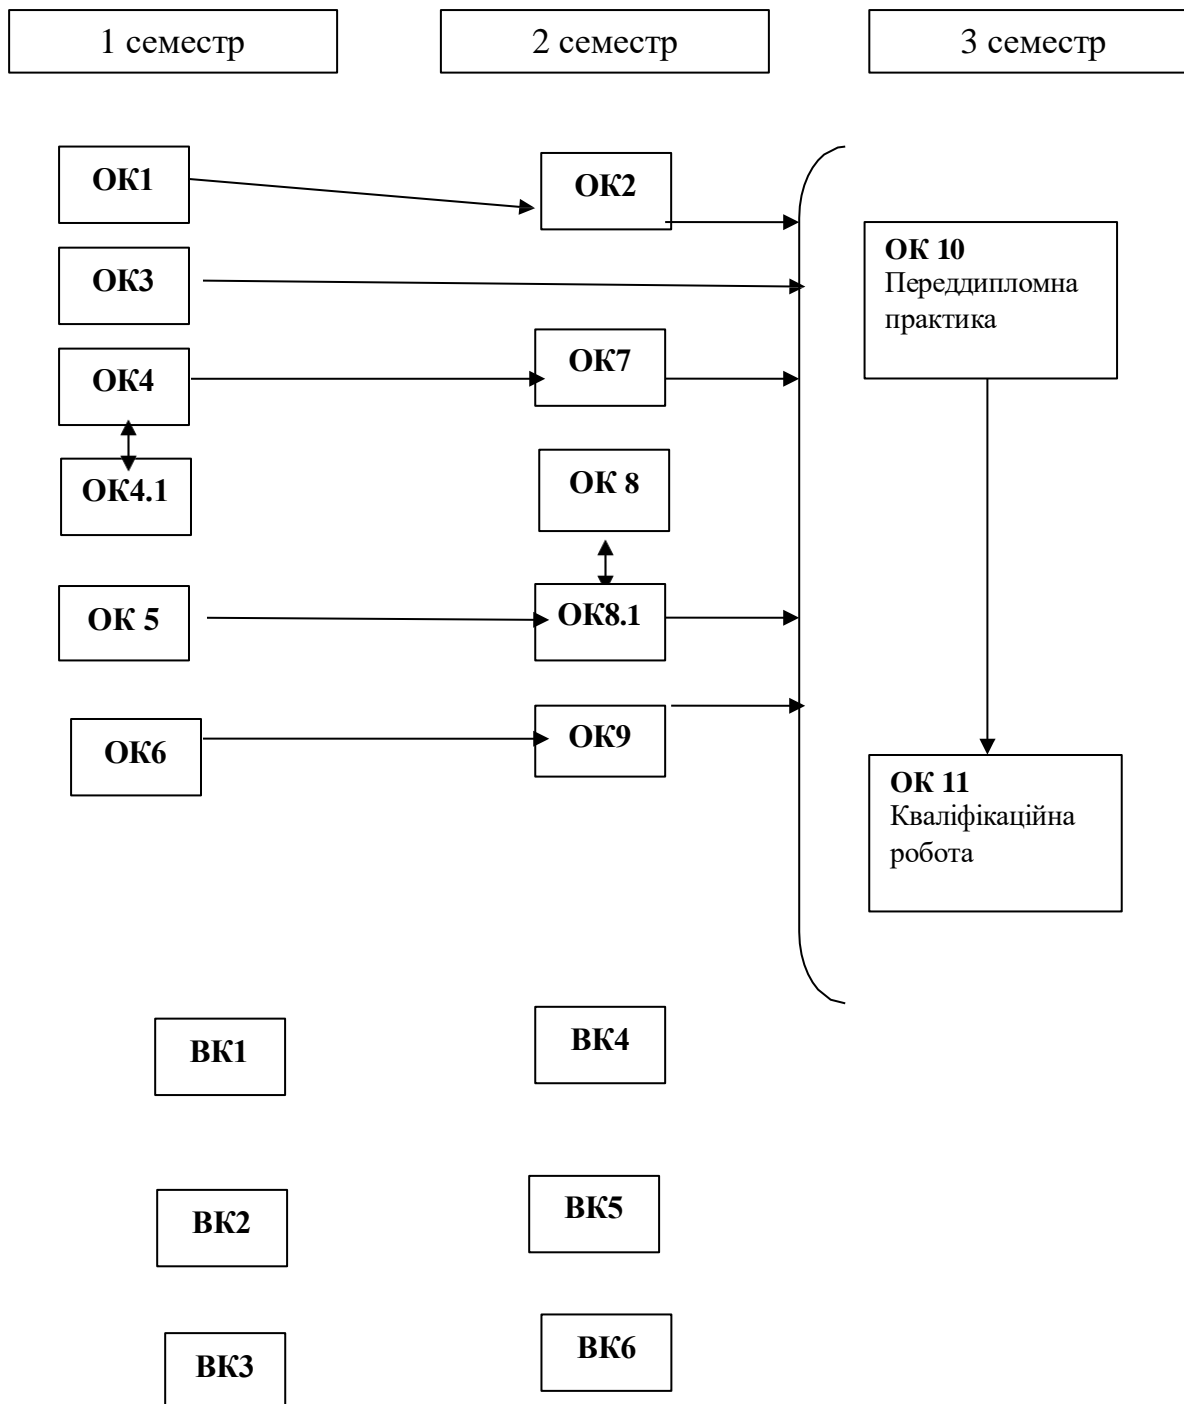 1 семестр
2 семестр
3 семестр
ОК1
ОК2
ОК3
ОК 10
Переддипломна
практика
ОК4
ОК7
ОК4.1
ОК 8
ОК 5
ОК8.1
ОК6
ОК9
ОК 11
Кваліфікаційна
робота
ВК1
ВК4
ВК2
ВК5
ВК3
ВК6